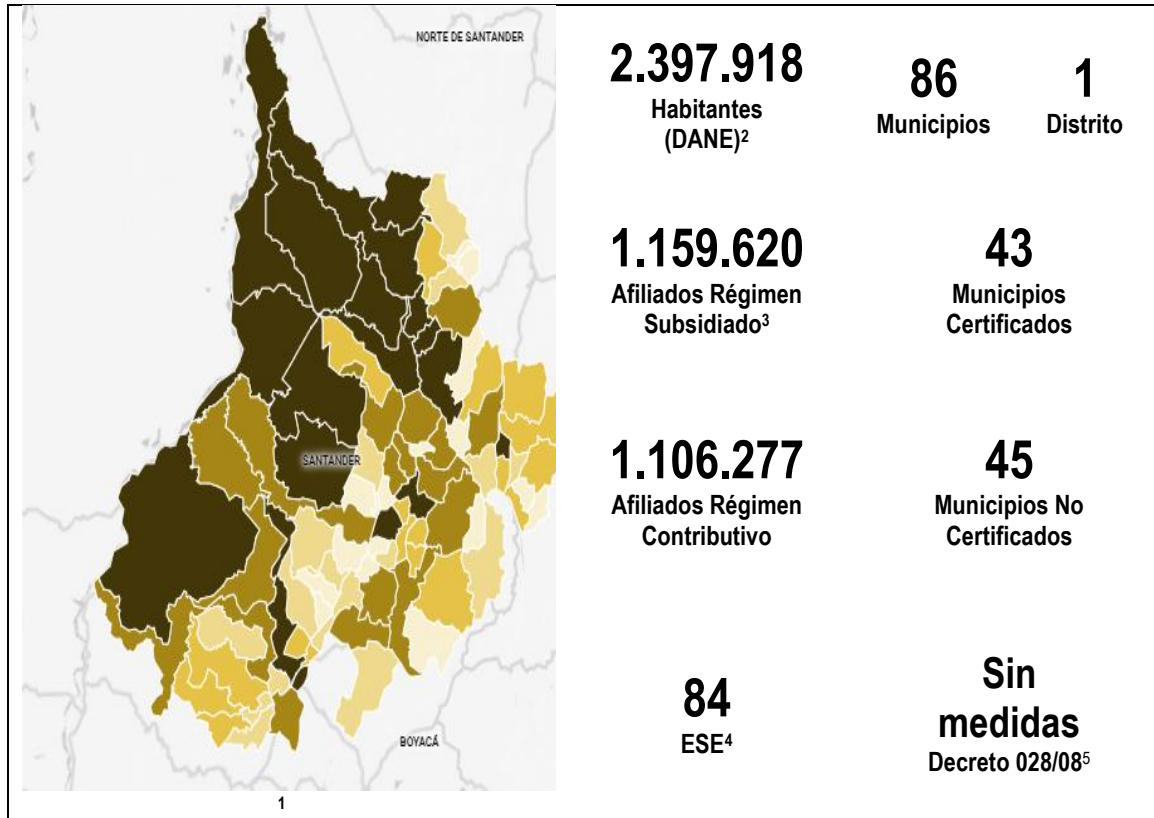 NORTE DE SANTANDER
SANTANDER
BOYACÁ
1
2.397.918
Habitantes
(DANE)²
86
Municipios
1
Distrito
1.159.620
Afiliados Régimen
Subsidiado³
43
Municipios
Certificados
1.106.277
Afiliados Régimen
Contributivo
45
Municipios No
Certificados
84
ESE⁴
Sin
medidas
Decreto 028/08⁵